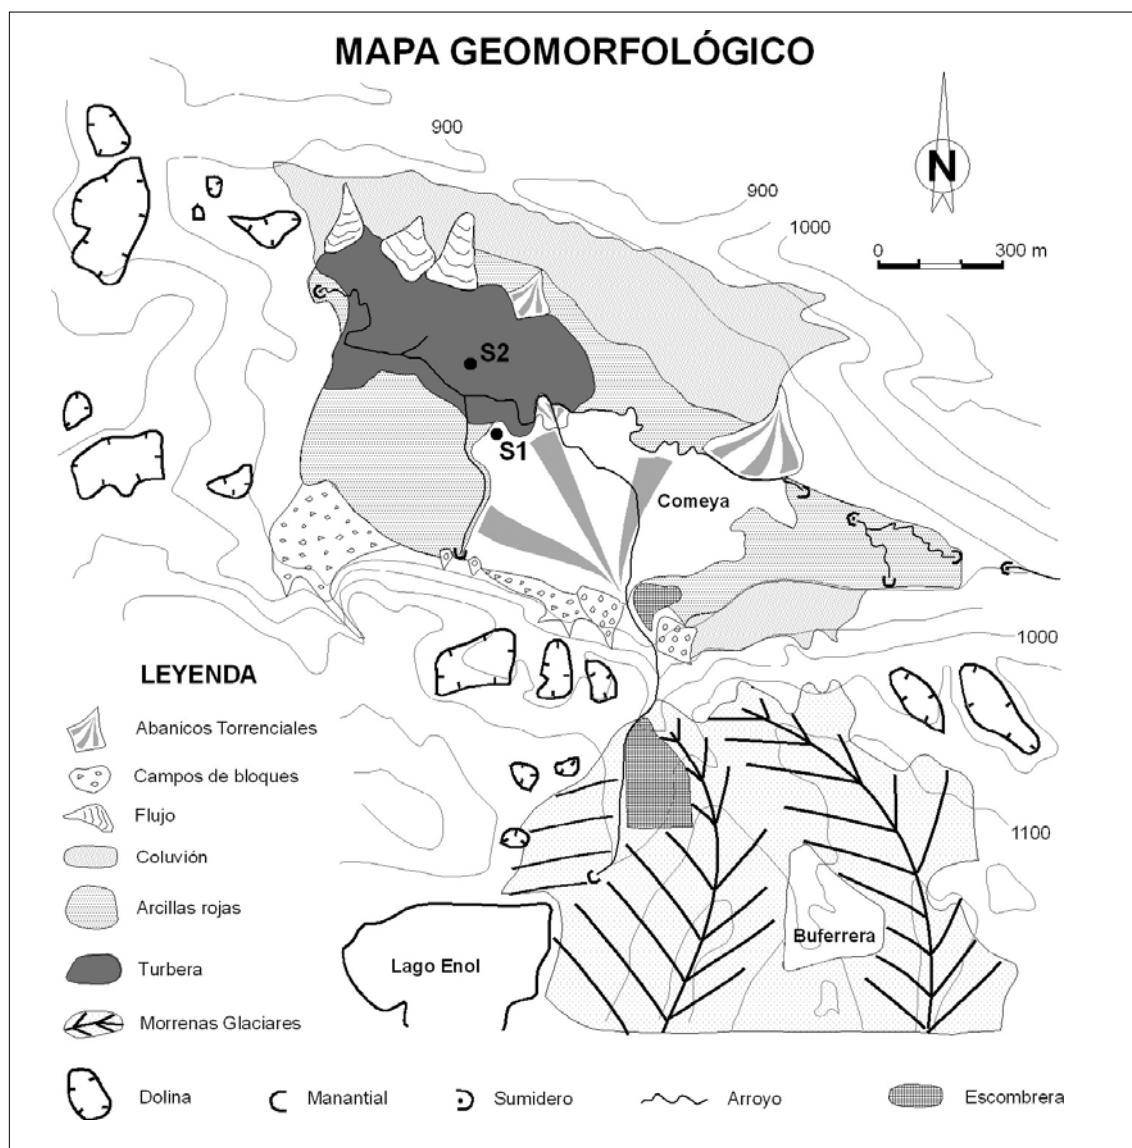 MAPA GEOMORFOLÓGICO
900
900
1000
N
0 300 m
S2
S1
Comeya
1000
LEYENDA
Abanicos Torrenciales
Campos de bloques
Flujo
Coluvión
1100
Arcillas rojas
Buferrera
Lago Enol
Turbera
Morrenas Glaciares
Dolina Manantial Sumidero Arroyo Escombrera